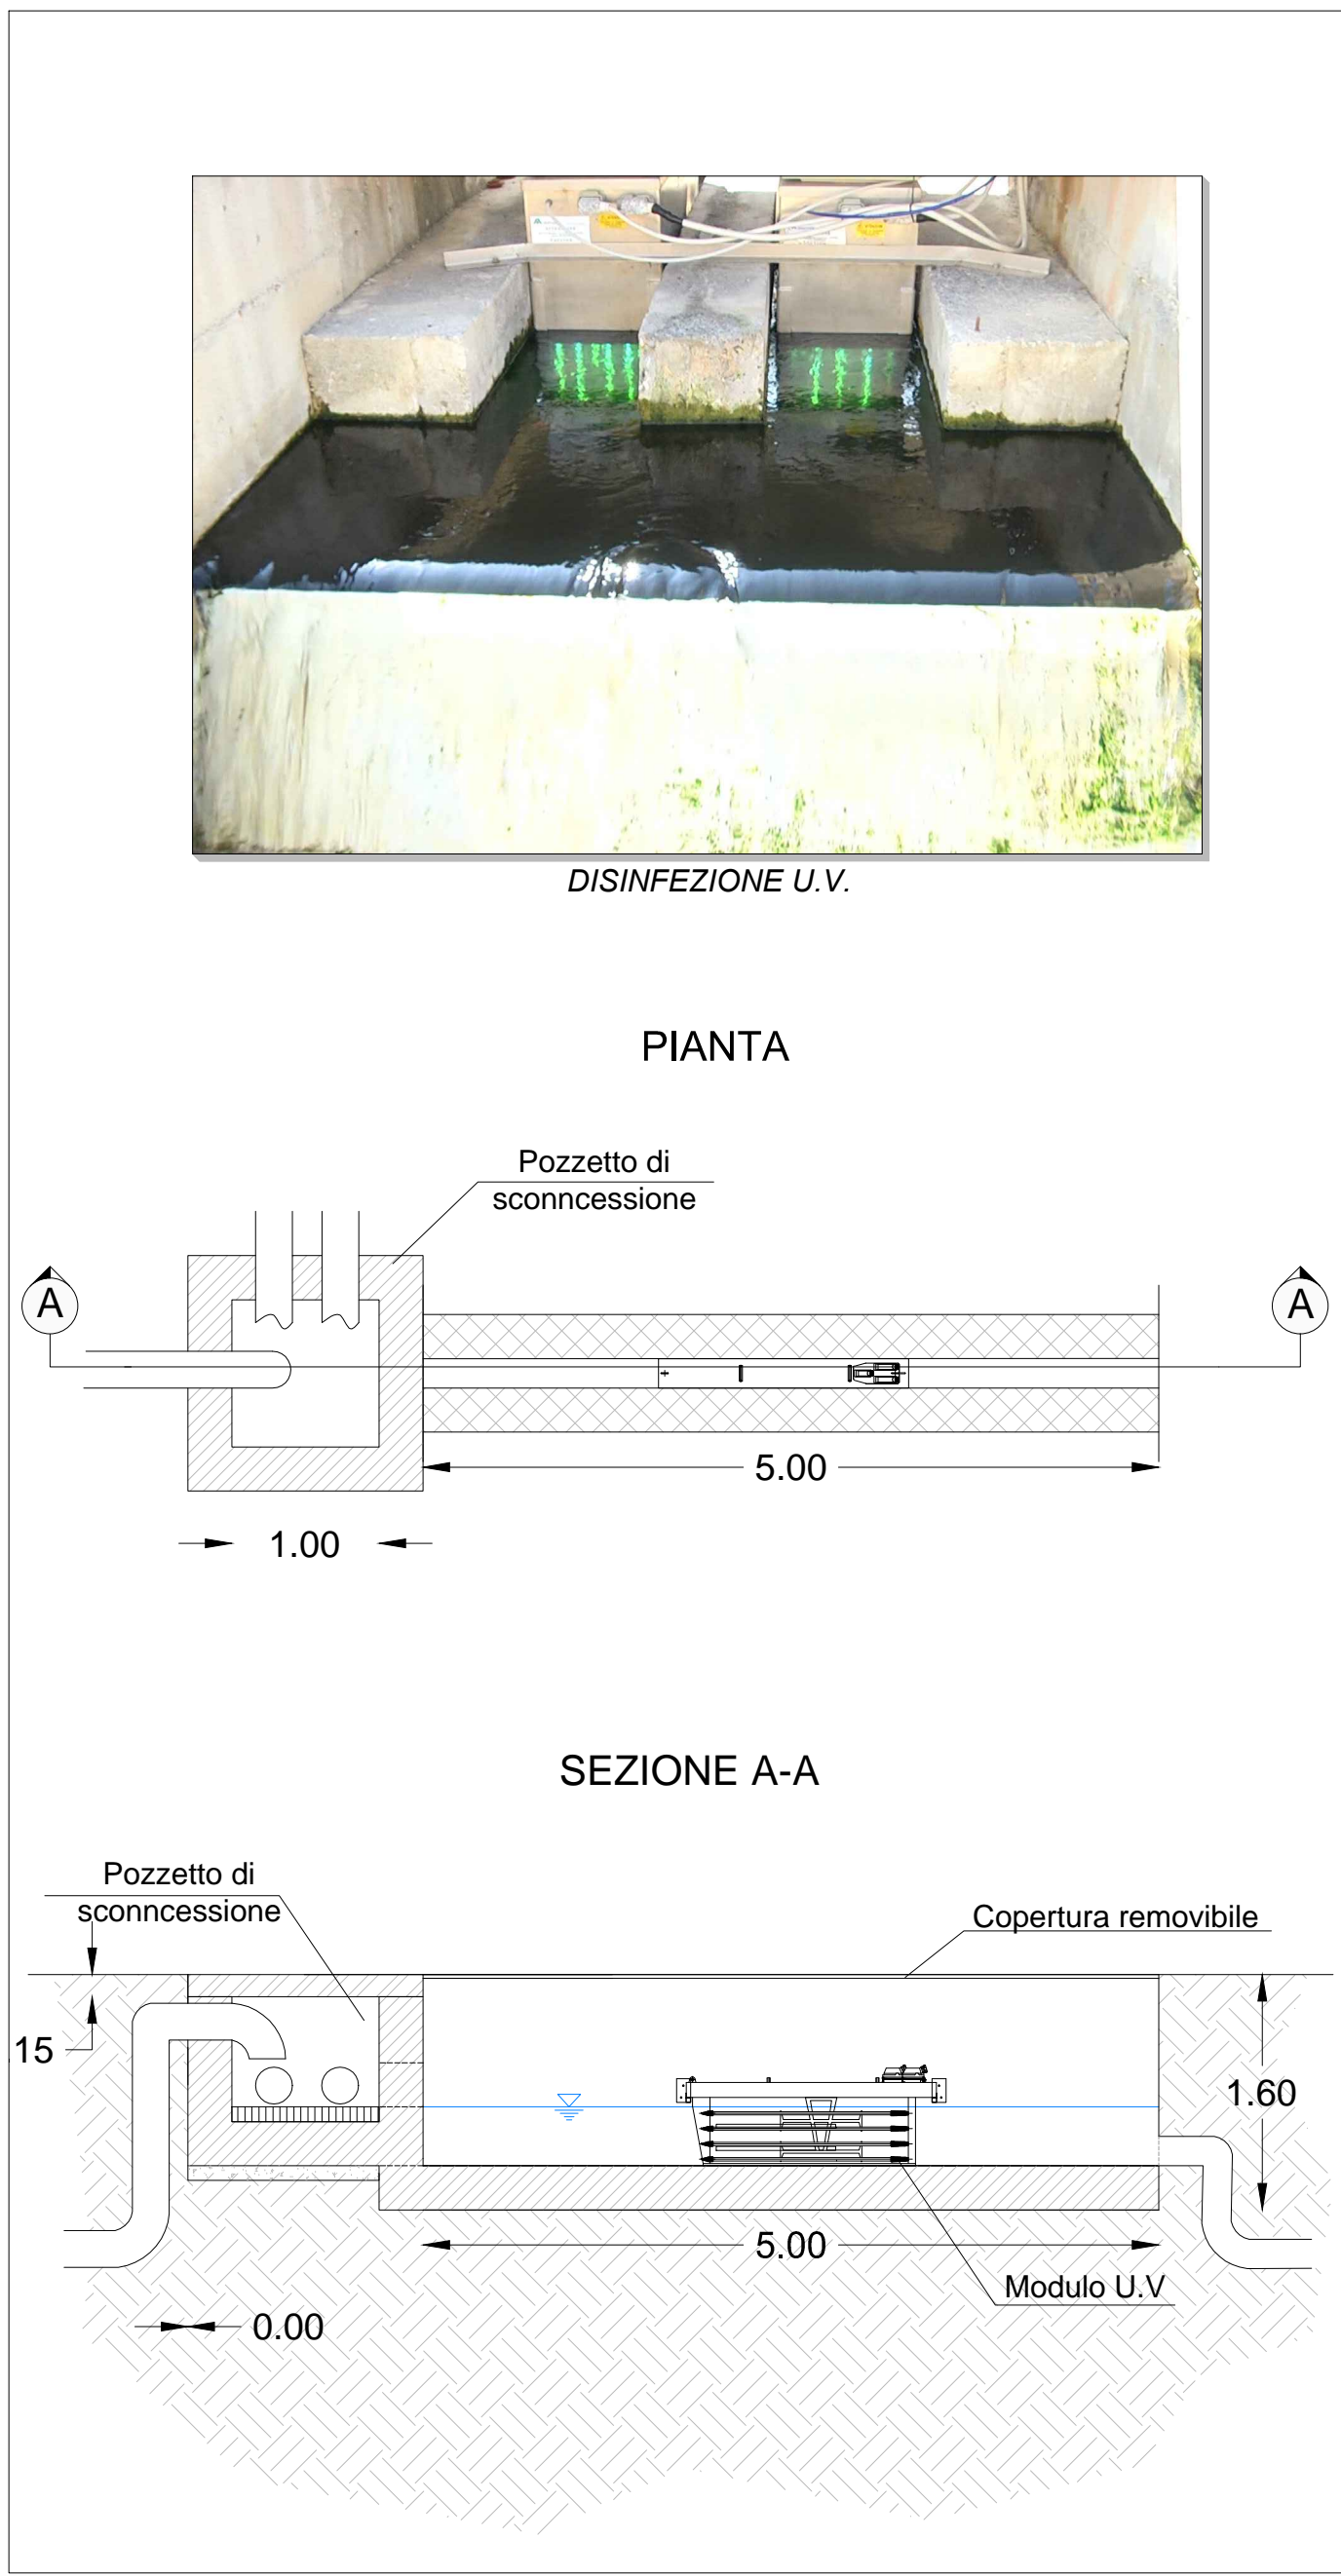 DISINFEZIONE U.V.
PIANTA
Pozzetto di
sconncessione
A
A
5.00
1.00
SEZIONE A-A
Pozzetto di
sconncessione
Copertura removibile
15
1.60
5.00
Modulo U.V
0.00